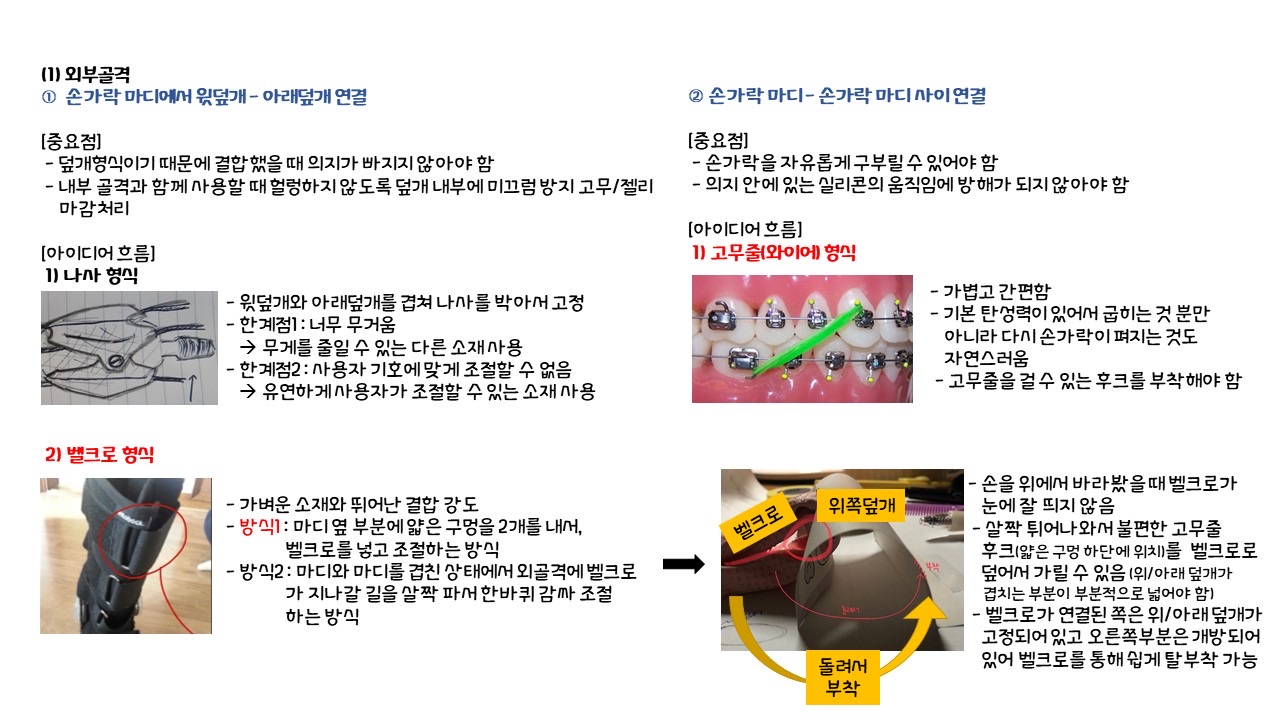 (1) 외부골격
① 손가락 마디에서 윗덮개 - 아래덮개 연결
[중요점]
- 덮개형식이기 때문에 결합했을 때 의지가 빠지지 않아야 함
- 내부 골격과 함께 사용할 때 헐렁하지 않도록 덮개 내부에 미끄럼 방지 고무/젤리
마감처리
[아이디어 흐름]
1) 나사 형식
- 윗덮개와 아래덮개를 겹쳐 나사를 박아서 고정
- 한계점1 : 너무 무거움
→ 무게를 줄일 수 있는 다른 소재 사용
- 한계점2 : 사용자 기호에 맞게 조절할 수 없음
→ 유연하게 사용자가 조절할 수 있는 소재 사용
2) 벨크로 형식
- 가벼운 소재와 뛰어난 결합 강도
- 방식1 : 마디 옆 부분에 얇은 구멍을 2개를 내서,
벨크로를 넣고 조절하는 방식
- 방식2 : 마디와 마디를 겹친 상태에서 외골격에 벨크로
가 지나갈 길을 살짝 파서 한바퀴 감싸 조절
하는 방식
② 손가락 마디 - 손가락 마디 사이 연결
[중요점]
- 손가락을 자유롭게 구부릴 수 있어야 함
- 의지 안에 있는 실리콘의 움직임에 방해가 되지 않아야 함
[아이디어 흐름]
1) 고무줄(와이어) 형식
- 가볍고 간편함
- 기본 탄성력이 있어서 굽히는 것 뿐만
아니라 다시 손가락이 펴지는 것도
자연스러움
- 고무줄을 걸 수 있는 후크를 부착해야 함
벨크로
위쪽덮개
부착
돌려서
부착
- 손을 위에서 바라봤을 때 벨크로가
눈에 잘 띄지 않음
- 살짝 튀어나와서 불편한 고무줄
후크(얇은 구멍 하단에 위치)를 벨크로로
덮어서 가릴 수 있음 (위/아래 덮개가
겹치는 부분이 부분적으로 넓어야 함)
- 벨크로가 연결된 쪽은 위/아래 덮개가
고정되어 있고 오른쪽부분은 개방되어
있어 벨크로를 통해 쉽게 탈부착 가능